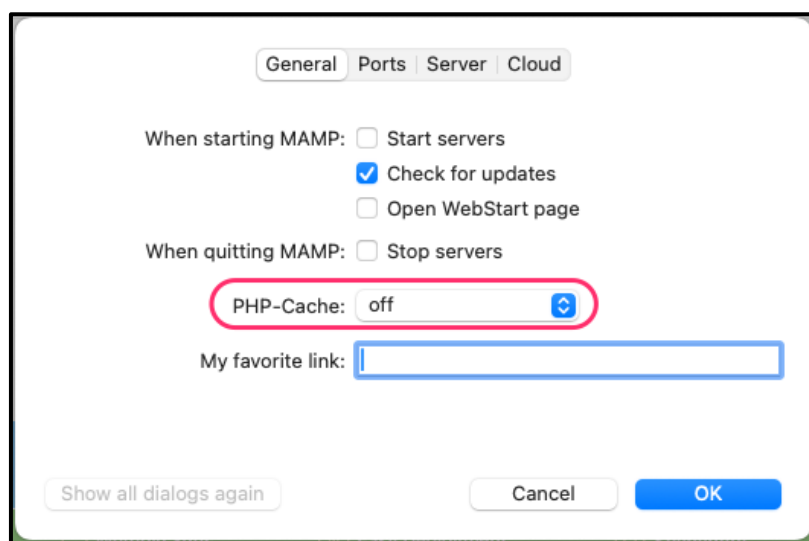 General Ports Server Cloud
When starting MAMP: Start servers
Check for updates
Open WebStart page
When quitting MAMP: Stop servers
PHP-Cache: off
My favorite link:
Show all dialogs again Cancel OK